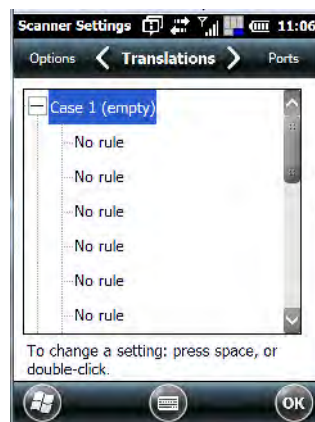 Scanner Settings 11:06
Options Translations Ports
Case 1 (empty)
No rule
No rule
No rule
No rule
No rule
No rule
To change a setting: press space, or
double-click.
OK